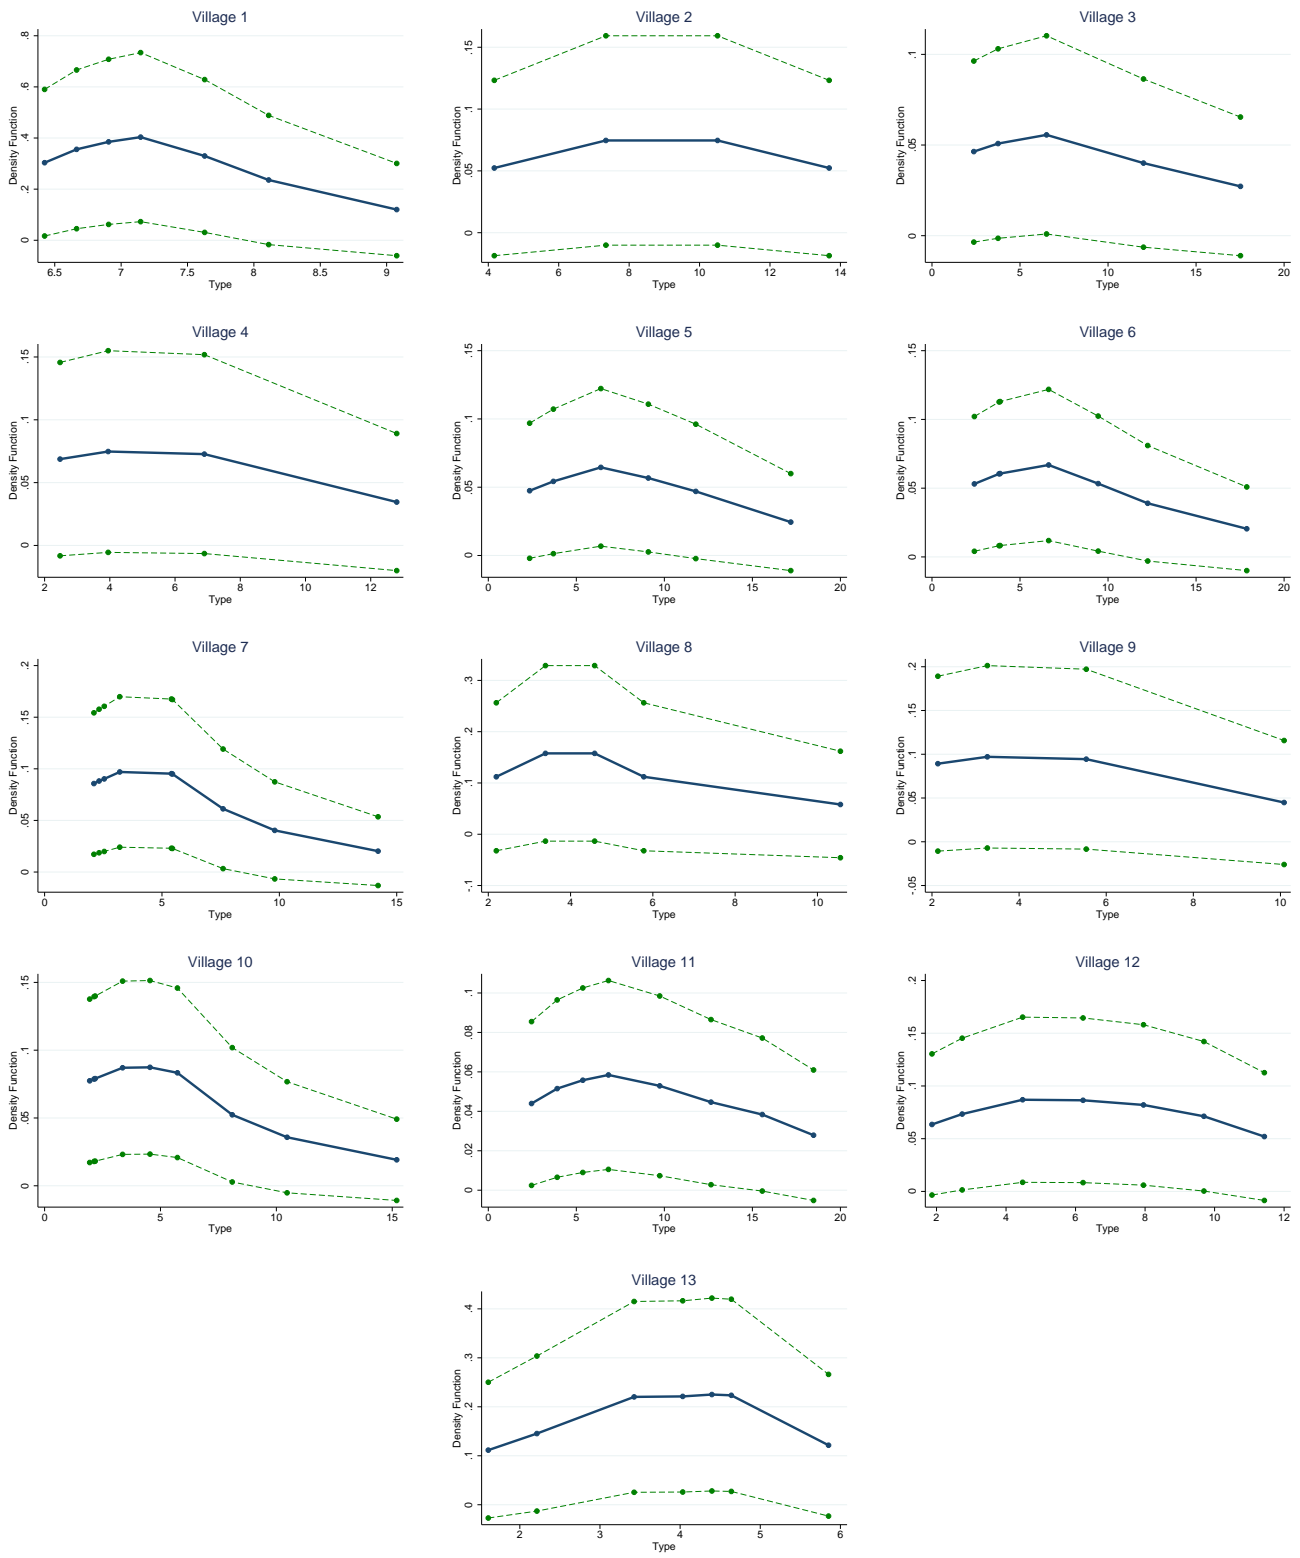 Village 1
Density Function
0 .2 .4 .6 .8
6.5 7 7.5 8 8.5 9
Type
Village 2
Density Function
0 .05 .1 .15
4 6 8 10 12 14
Type
Village 3
Density Function
0 .05 .1
0 5 10 15 20
Type
Village 4
Density Function
0 .05 .1 .15
2 4 6 8 10 12
Type
Village 5
Density Function
0 .05 .1 .15
0 5 10 15 20
Type
Village 6
Density Function
0 .05 .1 .15
0 5 10 15 20
Type
Village 7
Density Function
0 .05 .1 .15 .2
0 5 10 15
Type
Village 8
Density Function
-.1 0 .1 .2 .3
2 4 6 8 10
Type
Village 9
Density Function
-.05 0 .05 .1 .15 .2
2 4 6 8 10
Type
Village 10
Density Function
0 .05 .1 .15
0 5 10 15
Type
Village 11
Density Function
0 .02 .04 .06 .08 .1
0 5 10 15 20
Type
Village 12
Density Function
0 .05 .1 .15 .2
2 4 6 8 10 12
Type
Village 13
Density Function
0 .1 .2 .3 .4
2 3 4 5 6
Type